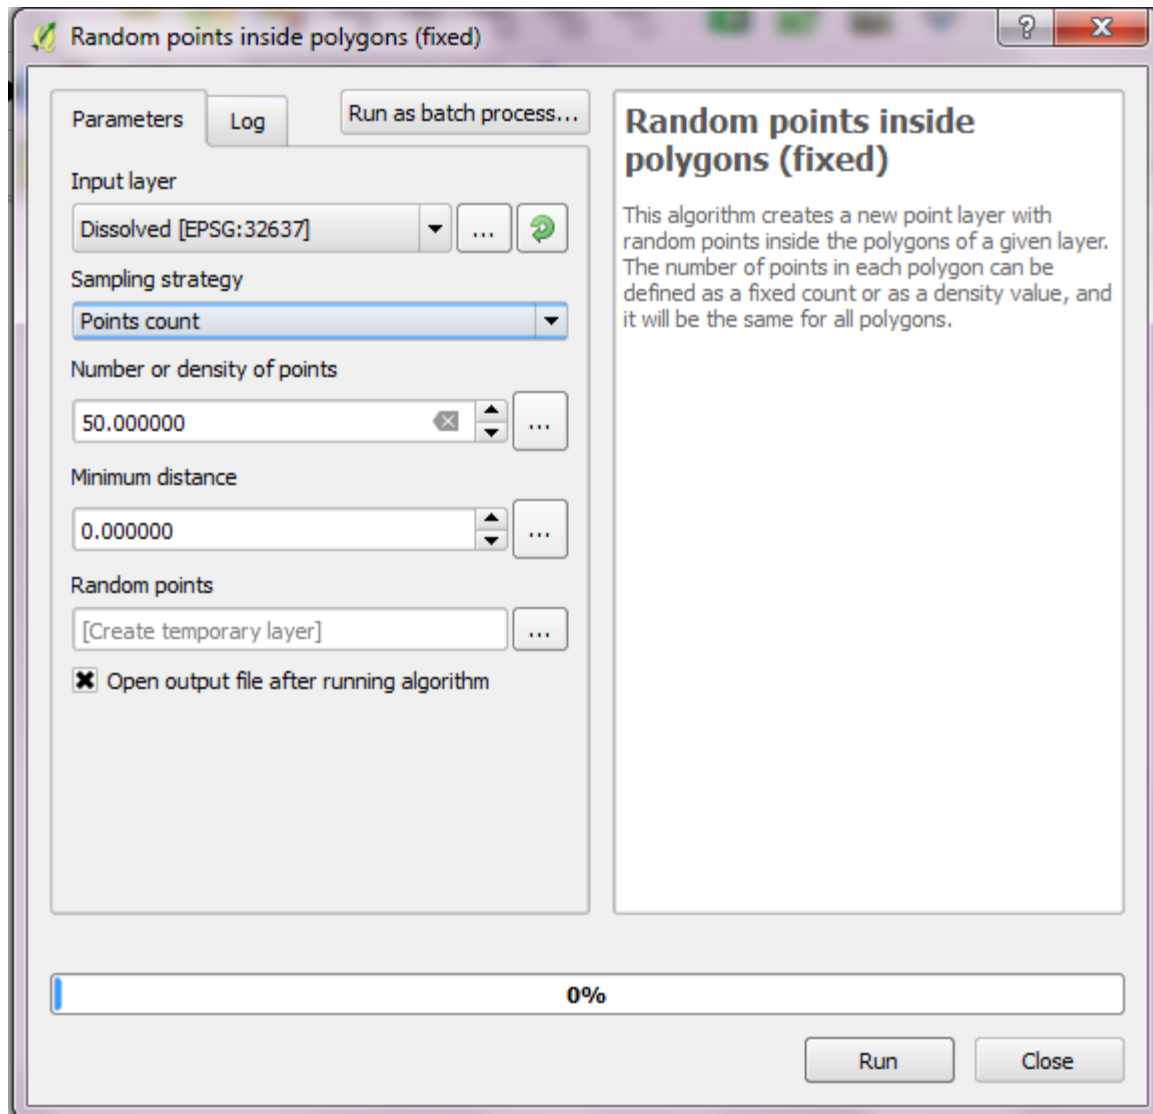 Random points inside polygons (fixed)
?
X
Parameters
Log
Run as batch process...
Input layer
Dissolved [EPSG:32637]
...
Sampling strategy
Points count
Number or density of points
50.000000
...
Minimum distance
0.000000
...
Random points
[Create temporary layer]
...
Open output file after running algorithm
Random points inside
polygons (fixed)
This algorithm creates a new point layer with
random points inside the polygons of a given layer.
The number of points in each polygon can be
defined as a fixed count or as a density value, and
it will be the same for all polygons.
0%
Run
Close